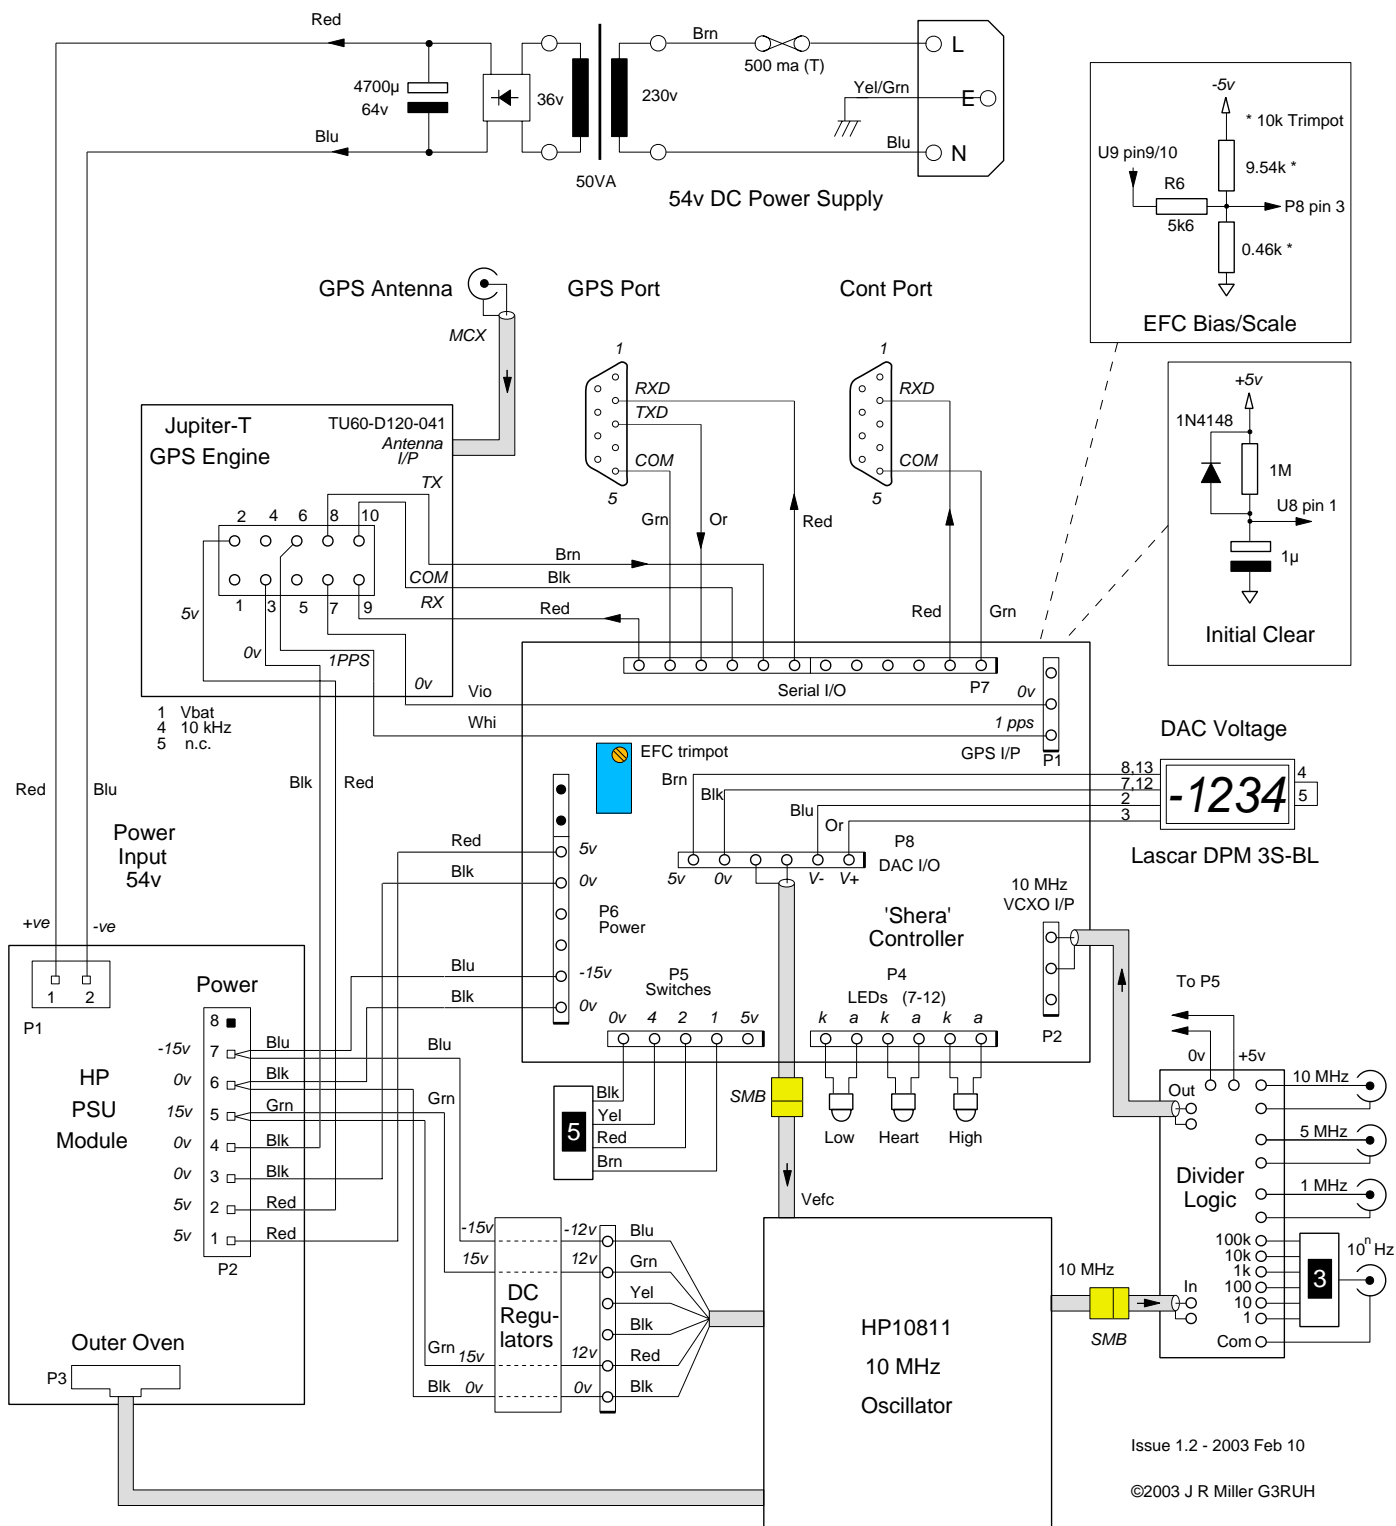 Red
Brn
500 ma (T)
L
4700µ
64v
36v
230v
Yel/Grn
E
Blu
Blu
N
50VA
54v DC Power Supply
-5v
* 10k Trimpot
U9 pin9/10
9.54k *
R6
P8 pin 3
5k6
0.46k *
EFC Bias/Scale
GPS Antenna
MCX
GPS Port
Cont Port
1
RXD
TXD
COM
5
Grn
Or
Red
1
RXD
COM
5
Red
Grn
+5v
1N4148
1M
U8 pin 1
1µ
Initial Clear
Jupiter-T
GPS Engine
TU60-D120-041
Antenna
I/P
TX
2 4 6 8 10
COM
1 3 5 7 9
RX
5v
0v
1PPS
0v
Brn
Blk
Red
1 Vbat
4 10 kHz
5 n.c.
Vio
Whi
Serial I/O
P7
0v
1 pps
GPS I/P
P1
EFC trimpot
Brn
Blk
Blu
Or
DAC Voltage
8,13
7,12
2
3
-1234
4
5
Lascar DPM 3S-BL
P8
DAC I/O
5v 0v V- V+
Red
Blu
Blk
Red
Power
Input
54v
+ve
-ve
Red
Blk
5v
0v
P6
Power
Blu
Blk
-15v
0v
10 MHz
VCXO I/P
'Shera'
Controller
P2
P5
Switches
0v 4 2 1 5v
P4
LEDs (7-12)
k a k a k a
Low
Heart
High
SMB
Blk
Yel
Red
Brn
5
Vefc
1 2
P1
Power
HP
PSU
Module
8
-15v 7 Blu
0v 6 Blk
15v 5 Grn
0v 4 Blk
0v 3 Blk
5v 2 Red
5v 1 Red
P2
Blu
Grn
Outer Oven
P3
-15v
15v
DC
Regu-
lators
Grn 15v
Blk 0v
-12v
12v
12v
0v
Blu
Grn
Yel
Blk
Red
Blk
HP10811
10 MHz
Oscillator
10 MHz
SMB
To P5
0v
+5v
Out
10 MHz
5 MHz
Divider
Logic
1 MHz
100k
10k
1k
100
10
1
In
Com
3
10n Hz
Issue 1.2 - 2003 Feb 10
©2003 J R Miller G3RUH